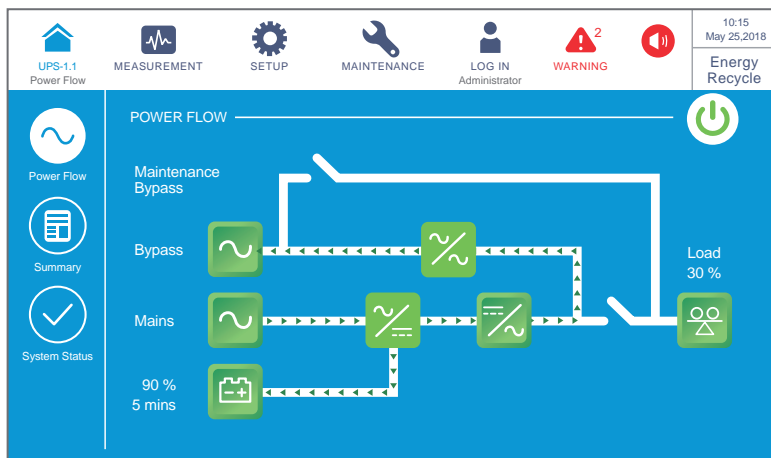 UPS-1.1
Power Flow
MEASUREMENT
SETUP
MAINTENANCE
LOG IN
Administrator
2
WARNING
10:15
May 25,2018
Energy
Recycle
Power Flow
Summary
System Status
POWER FLOW
Maintenance
Bypass
Bypass
Load
30 %
Mains
90 %
5 mins